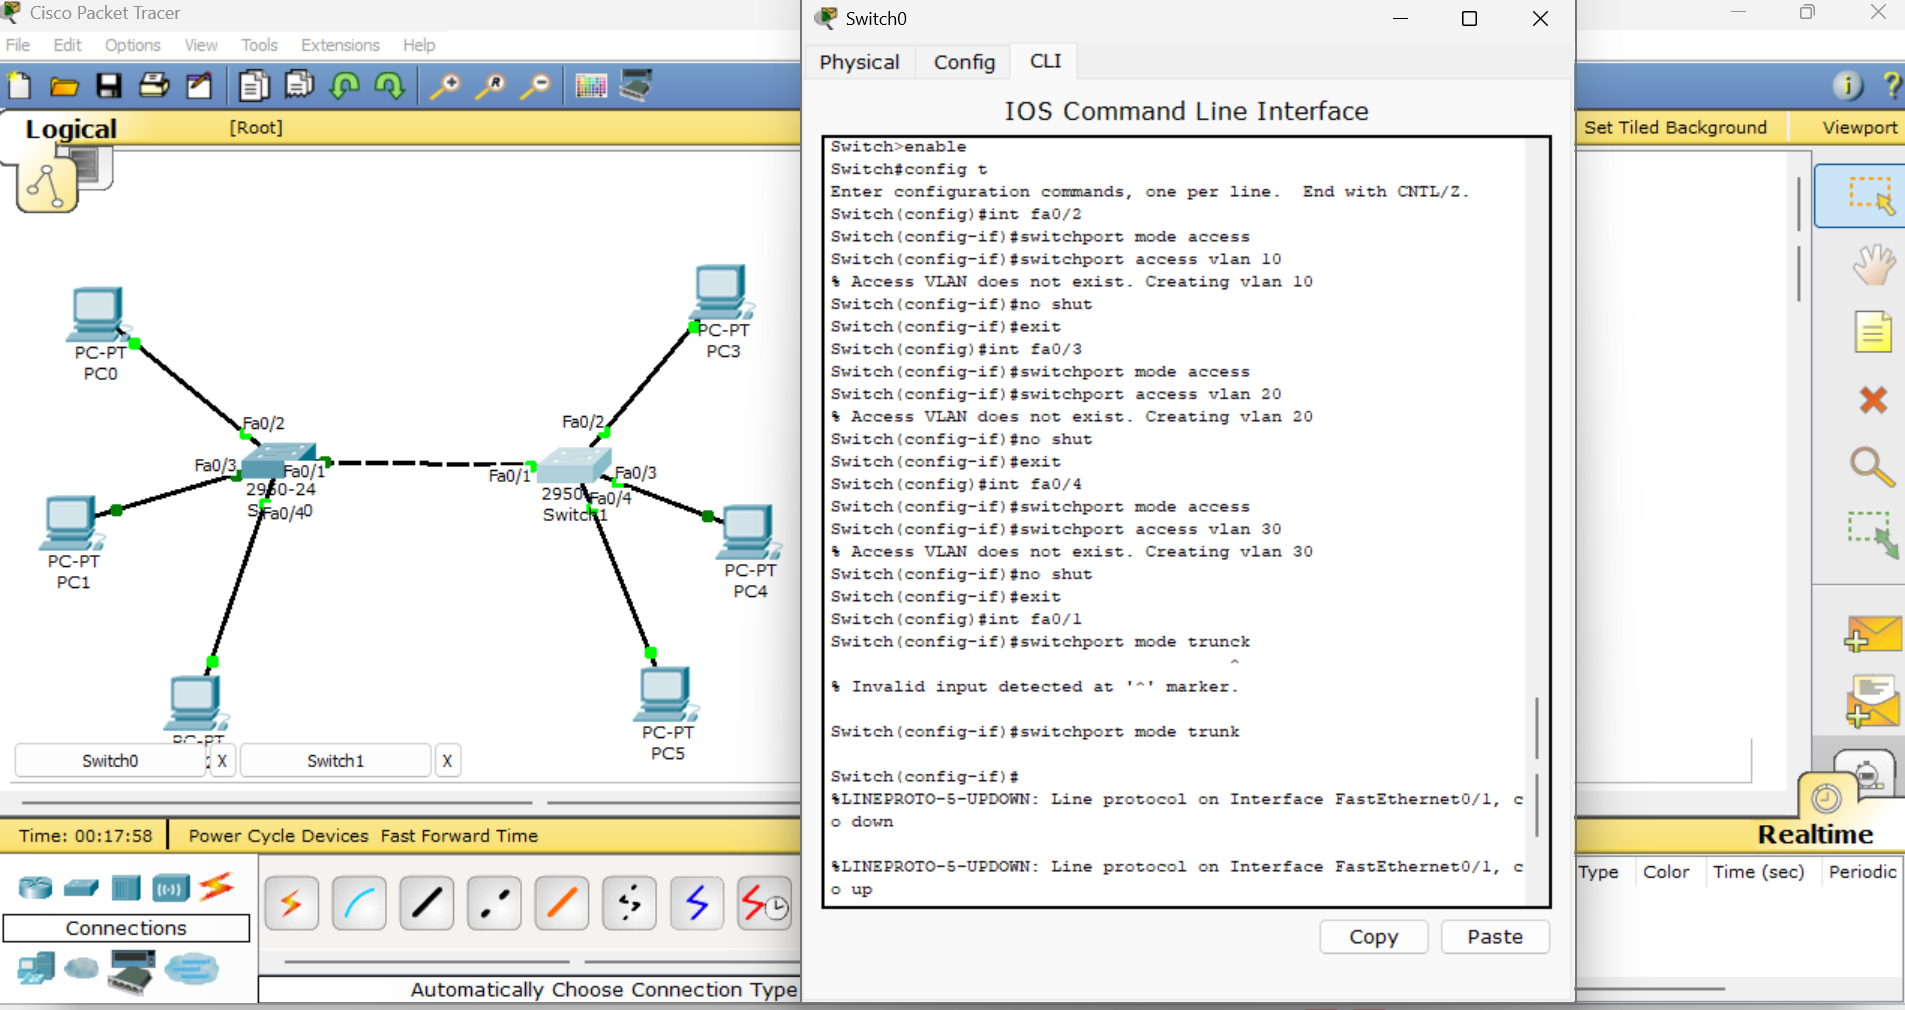 Cisco Packet Tracer
File Edit Options View Tools Extensions Help
Logical
[Root]
PC-PT
PC0
Fa0/2
Fa0/3
Fa0/1
2950-24
Fa0/40
PC-PT
PC1
PC-PT
PC-PT
PC3
Fa0/2
Fa0/1
Fa0/3
2950
Fa0/4
Switch1
PC-PT
PC4
PC-PT
PC5
Switch0 X Switch1 X
Time: 00:17:58 Power Cycle Devices Fast Forward Time
Connections
Automatically Choose Connection Type
Switch0
Physical Config CLI
IOS Command Line Interface
Switch>enable
Switch#config t
Enter configuration commands, one per line. End with CNTL/Z.
Switch(config)#int fa0/2
Switch(config-if)#switchport mode access
Switch(config-if)#switchport access vlan 10
% Access VLAN does not exist. Creating vlan 10
Switch(config-if)#no shut
Switch(config-if)#exit
Switch(config)#int fa0/3
Switch(config-if)#switchport mode access
Switch(config-if)#switchport access vlan 20
% Access VLAN does not exist. Creating vlan 20
Switch(config-if)#no shut
Switch(config-if)#exit
Switch(config)#int fa0/4
Switch(config-if)#switchport mode access
Switch(config-if)#switchport access vlan 30
% Access VLAN does not exist. Creating vlan 30
Switch(config-if)#no shut
Switch(config-if)#exit
Switch(config)#int fa0/1
Switch(config-if)#switchport mode trunck
^
% Invalid input detected at '^' marker.
Switch(config-if)#switchport mode trunk
Switch(config-if)#
%LINEPROTO-5-UPDOWN: Line protocol on Interface FastEthernet0/1, c
o down
%LINEPROTO-5-UPDOWN: Line protocol on Interface FastEthernet0/1, c
o up
Copy Paste
Set Tiled Background Viewport
Realtime
Type Color Time (sec) Periodic